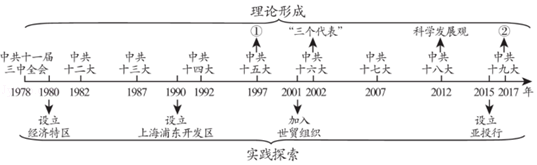 理论形成
① “三个代表” 科学发展观 ②
中共十一届 中共 中共 中共 中共 中共 中共 中共 中共
三中全会 十二大 十三大 十四大 十五大 十六大 十七大 十八大 十九大
1978 1980 1982 1987 1990 1992 1997 2001 2002 2007 2012 2015 2017 年
设立 设立 加入 设立
经济特区 上海浦东开发区 世贸组织 亚投行
实践探索